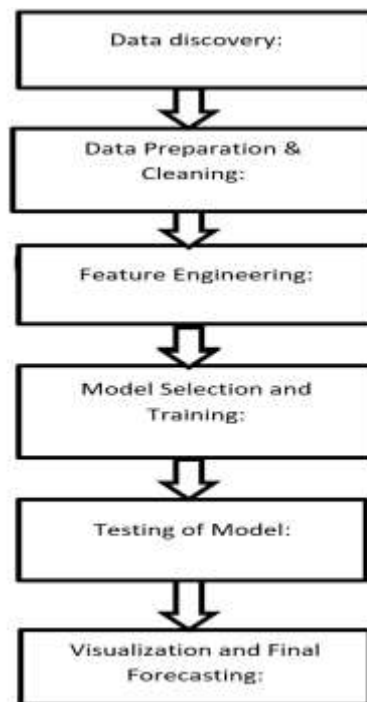 Data discovery:
Data Preparation &
Cleaning:
Feature Engineering:
Model Selection and
Training:
Testing of Model:
Visualization and Final
Forecasting: